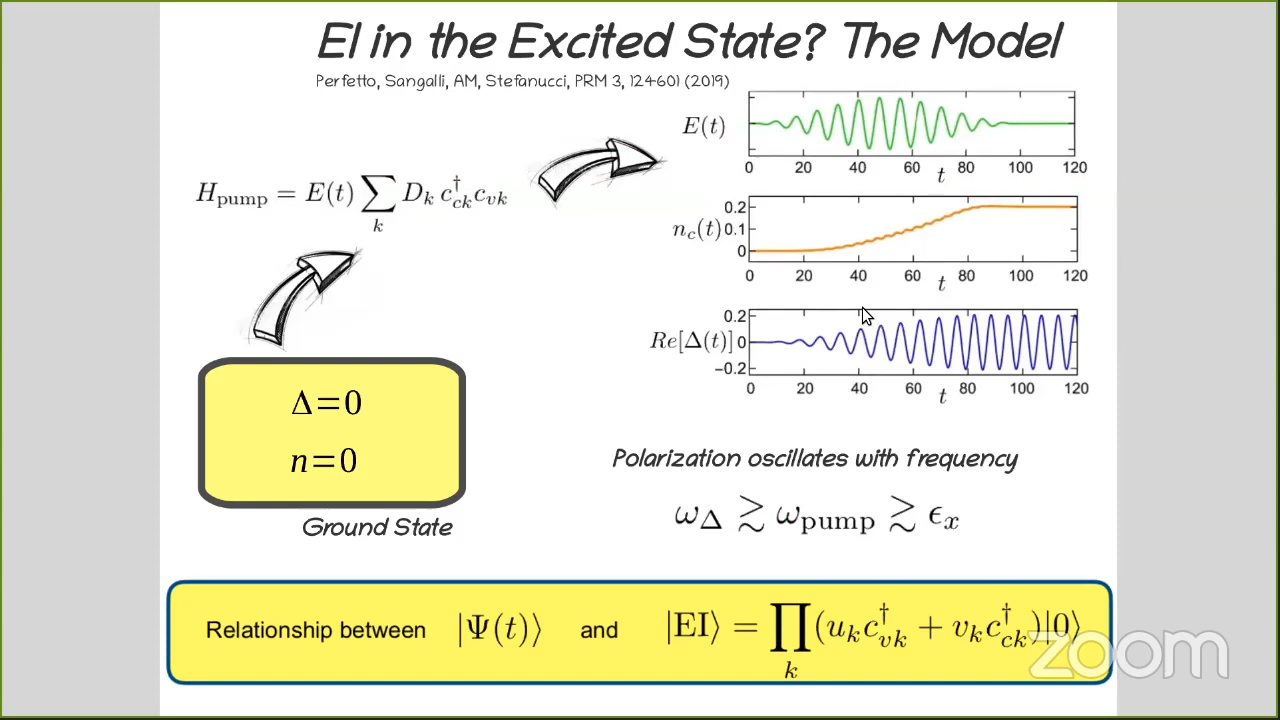 EI in the Excited State? The Model
Perfetto, Sangalli, AM, Stefanucci, PRM 3, 124601 (2019)
H_pump = E(t) ∑_k D_k c†_ck c_vk
E(t)
0 20 40 60 80 100 120
t
n_c(t)
0.2
0.1
0
0 20 40 60 80 100 120
t
Re[Δ(t)]
0.2
0
−0.2
0 20 40 60 80 100 120
t
Δ=0
n=0
Ground State
Polarization oscillates with frequency
ω_Δ ≳ ω_pump ≳ ϵ_x
Relationship between |Ψ(t)⟩ and |EI⟩ = ∏_k (u_k c†_vk + v_k c†_ck)|0⟩
zoom